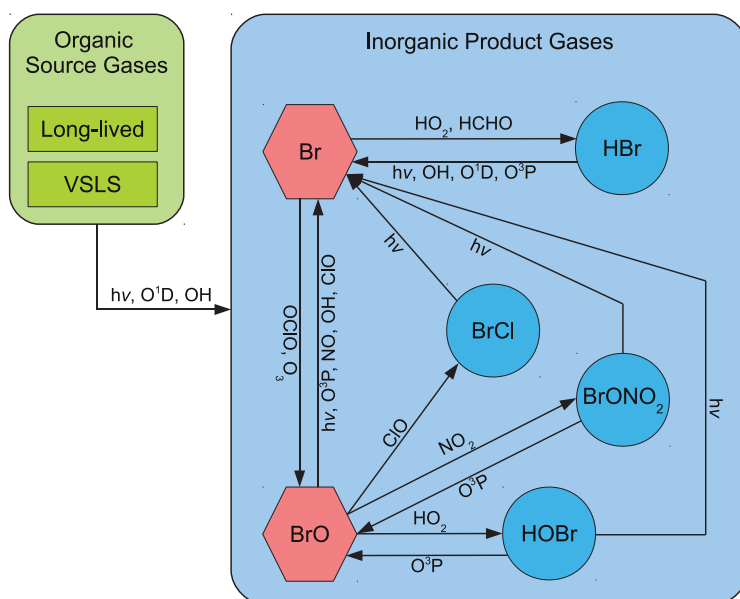 Organic
Source Gases
Long-lived
VSLS
hν, O¹D, OH
Inorganic Product Gases
Br
HO₂, HCHO
HBr
hν, OH, O¹D, O³P
hν
hν
OClO, O₃
hν, O³P, NO, OH, ClO
BrCl
BrONO₂
hν
ClO
NO₂
O³P
BrO
HO₂
HOBr
O³P